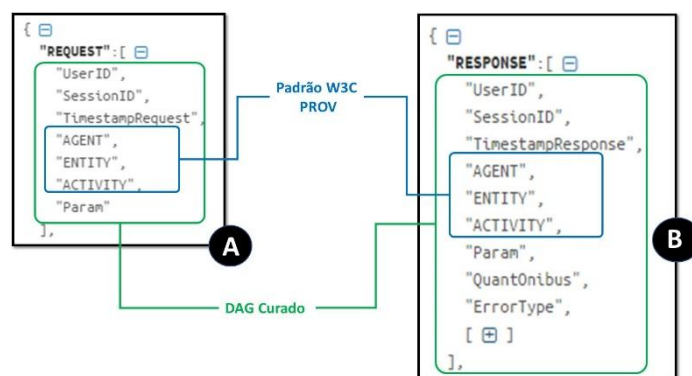 {
"REQUEST":[
"UserID",
"SessionID",
"TimestampRequest",
"AGENT",
"ENTITY",
"ACTIVITY",
"Param"
],
A
Padrão W3C
PROV
DAG Curado
{
"RESPONSE":[
"UserID",
"SessionID",
"TimestampResponse",
"AGENT",
"ENTITY",
"ACTIVITY",
"Param",
"QuantOnibus",
"ErrorType",
[ ]
],
B